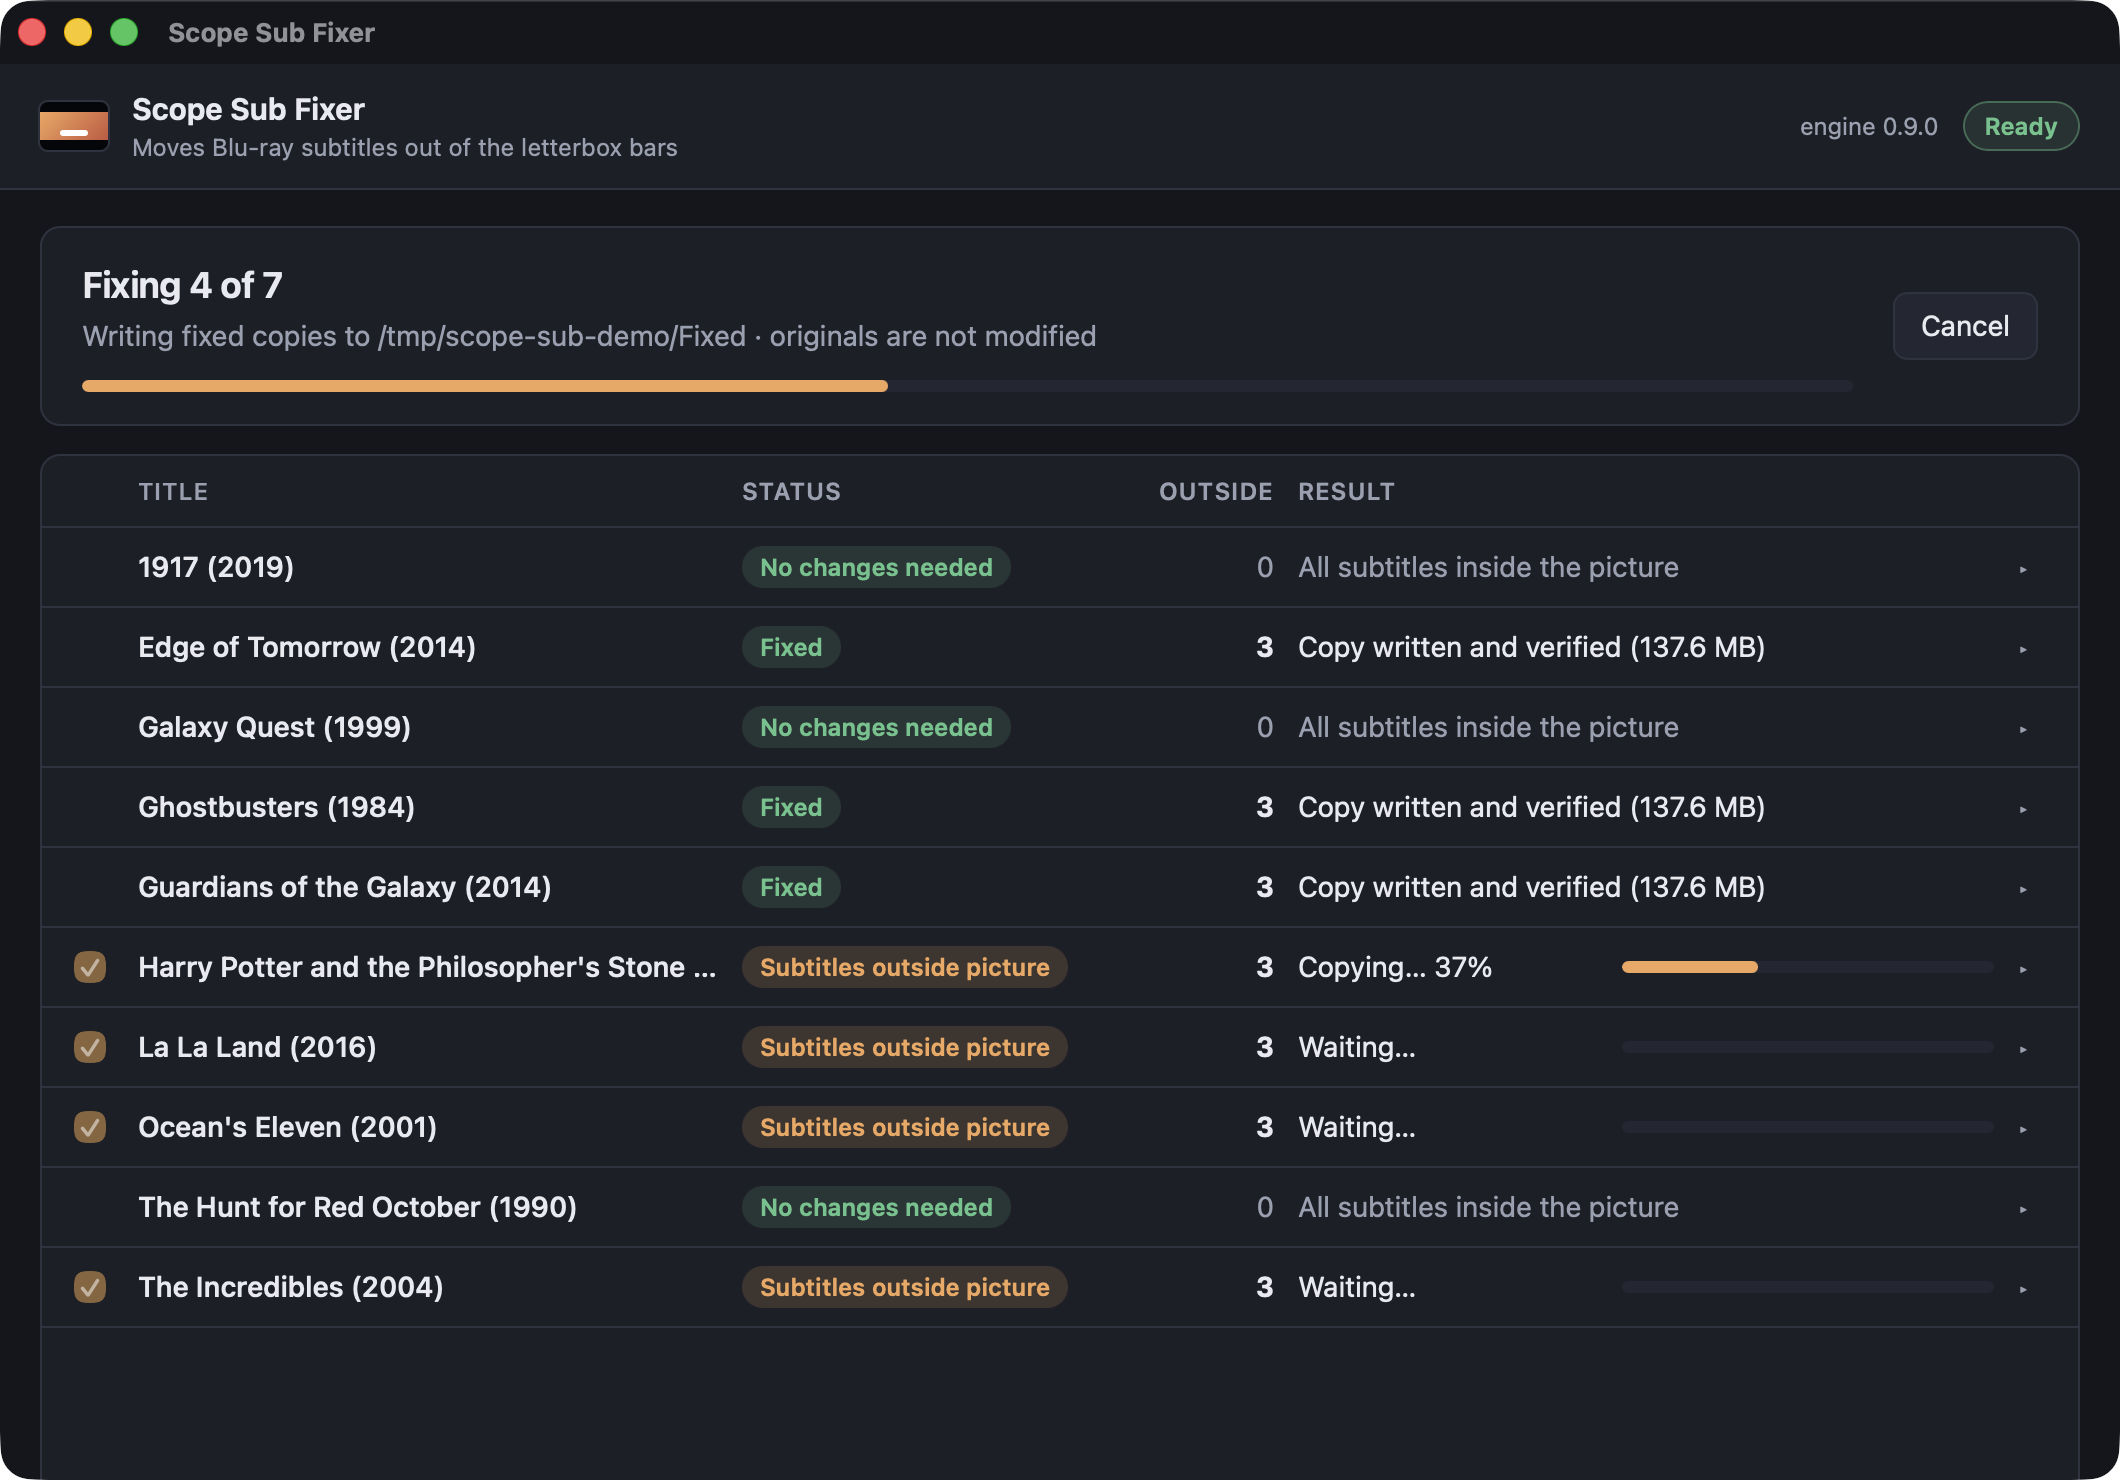 Scope Sub Fixer
Scope Sub Fixer
Moves Blu-ray subtitles out of the letterbox bars
engine 0.9.0 Ready
Fixing 4 of 7
Writing fixed copies to /tmp/scope-sub-demo/Fixed · originals are not modified
Cancel
TITLE STATUS OUTSIDE RESULT
1917 (2019) No changes needed 0 All subtitles inside the picture
Edge of Tomorrow (2014) Fixed 3 Copy written and verified (137.6 MB)
Galaxy Quest (1999) No changes needed 0 All subtitles inside the picture
Ghostbusters (1984) Fixed 3 Copy written and verified (137.6 MB)
Guardians of the Galaxy (2014) Fixed 3 Copy written and verified (137.6 MB)
Harry Potter and the Philosopher's Stone ... Subtitles outside picture 3 Copying... 37%
La La Land (2016) Subtitles outside picture 3 Waiting...
Ocean's Eleven (2001) Subtitles outside picture 3 Waiting...
The Hunt for Red October (1990) No changes needed 0 All subtitles inside the picture
The Incredibles (2004) Subtitles outside picture 3 Waiting...